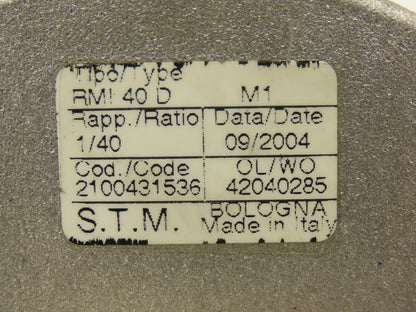 Tipo/Type
RMI 40 D M1
Rapp./Ratio Data/Date
1/40 09/2004
Cod./Code OL/WO
2100431536 42040285
S.T.M. BOLOGNA
Made in Italy